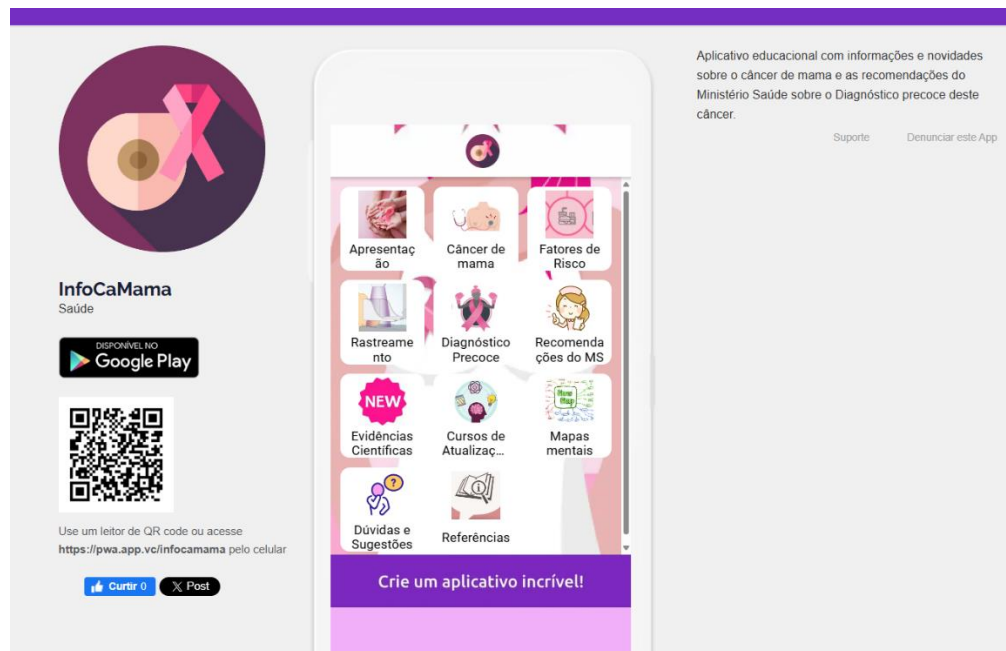 InfoCaMama
Saúde
DISPONÍVEL NO
Google Play
Use um leitor de QR code ou acesse
https://pwa.app.vc/infocamama pelo celular
Curtir 0
X Post
Apresentaç
ão
Câncer de
mama
Fatores de
Risco
Rastreame
nto
Diagnóstico
Precoce
Recomenda
ções do MS
NEW
Evidências
Científicas
Cursos de
Atualizaç...
Mapas
mentais
Dúvidas e
Sugestões
Referências
Crie um aplicativo incrível!
Aplicativo educacional com informações e novidades
sobre o câncer de mama e as recomendações do
Ministério Saúde sobre o Diagnóstico precoce deste
câncer.
Suporte Denunciar este App